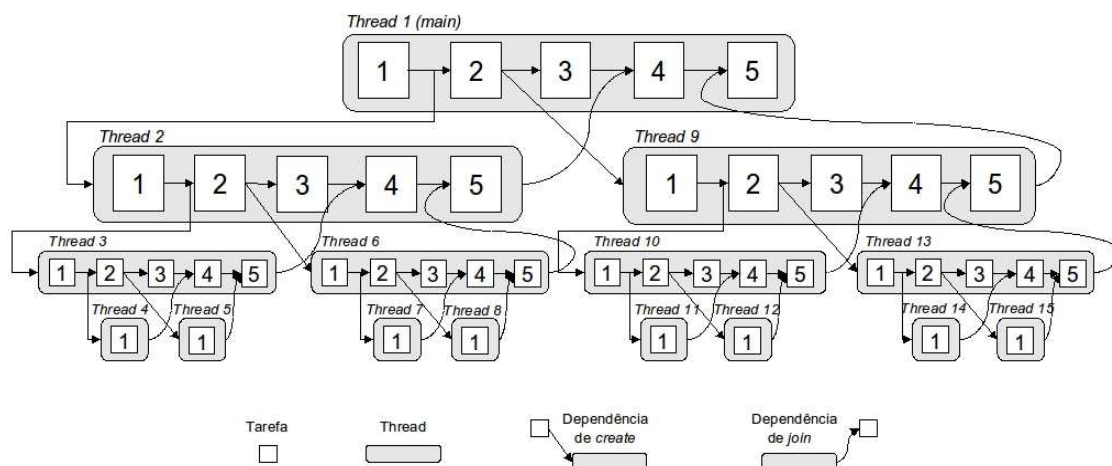 Thread 1 (main)
1 2 3 4 5
Thread 2 Thread 9
1 2 3 4 5 1 2 3 4 5
Thread 3 Thread 6 Thread 10 Thread 13
1 2 3 4 5 1 2 3 4 5 1 2 3 4 5 1 2 3 4 5
Thread 4 Thread 5 Thread 7 Thread 8 Thread 11 Thread 12 Thread 14 Thread 15
1 1 1 1 1 1 1 1
Tarefa Thread Dependência Dependência
de create de join